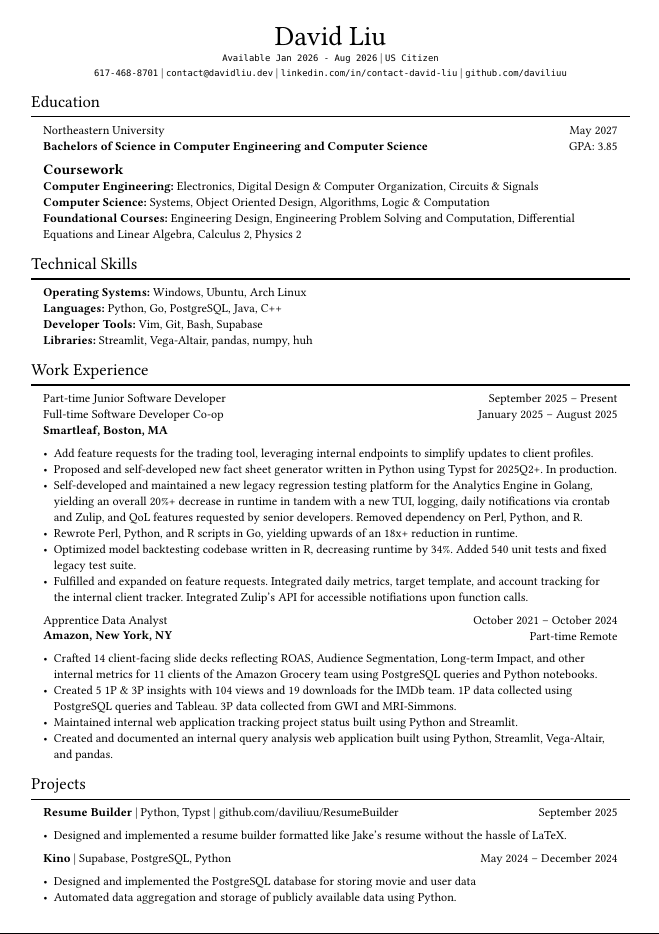 David Liu
Available Jan 2026 - Aug 2026 | US Citizen
617-468-8701 | contact@davidliu.dev | linkedin.com/in/contact-david-liu | github.com/daviliuu
Education
Northeastern University May 2027
Bachelors of Science in Computer Engineering and Computer Science GPA: 3.85
Coursework
Computer Engineering: Electronics, Digital Design & Computer Organization, Circuits & Signals
Computer Science: Systems, Object Oriented Design, Algorithms, Logic & Computation
Foundational Courses: Engineering Design, Engineering Problem Solving and Computation, Differential
Equations and Linear Algebra, Calculus 2, Physics 2
Technical Skills
Operating Systems: Windows, Ubuntu, Arch Linux
Languages: Python, Go, PostgreSQL, Java, C++
Developer Tools: Vim, Git, Bash, Supabase
Libraries: Streamlit, Vega-Altair, pandas, numpy, huh
Work Experience
Part-time Junior Software Developer September 2025 – Present
Full-time Software Developer Co-op January 2025 – August 2025
Smartleaf, Boston, MA
• Add feature requests for the trading tool, leveraging internal endpoints to simplify updates to client profiles.
• Proposed and self-developed new fact sheet generator written in Python using Typst for 2025Q2+. In production.
• Self-developed and maintained a new legacy regression testing platform for the Analytics Engine in Golang,
yielding an overall 20%+ decrease in runtime in tandem with a new TUI, logging, daily notifications via crontab
and Zulip, and QoL features requested by senior developers. Removed dependency on Perl, Python, and R.
• Rewrote Perl, Python, and R scripts in Go, yielding upwards of an 18x+ reduction in runtime.
• Optimized model backtesting codebase written in R, decreasing runtime by 34%. Added 540 unit tests and fixed
legacy test suite.
• Fulfilled and expanded on feature requests. Integrated daily metrics, target template, and account tracking for
the internal client tracker. Integrated Zulip's API for accessible notifiations upon function calls.
Apprentice Data Analyst October 2021 – October 2024
Amazon, New York, NY Part-time Remote
• Crafted 14 client-facing slide decks reflecting ROAS, Audience Segmentation, Long-term Impact, and other
internal metrics for 11 clients of the Amazon Grocery team using PostgreSQL queries and Python notebooks.
• Created 5 1P & 3P insights with 104 views and 19 downloads for the IMDb team. 1P data collected using
PostgreSQL queries and Tableau. 3P data collected from GWI and MRI-Simmons.
• Maintained internal web application tracking project status built using Python and Streamlit.
• Created and documented an internal query analysis web application built using Python, Streamlit, Vega-Altair,
and pandas.
Projects
Resume Builder | Python, Typst | github.com/daviliuu/ResumeBuilder September 2025
• Designed and implemented a resume builder formatted like Jake's resume without the hassle of LaTeX.
Kino | Supabase, PostgreSQL, Python May 2024 – December 2024
• Designed and implemented the PostgreSQL database for storing movie and user data
• Automated data aggregation and storage of publicly available data using Python.